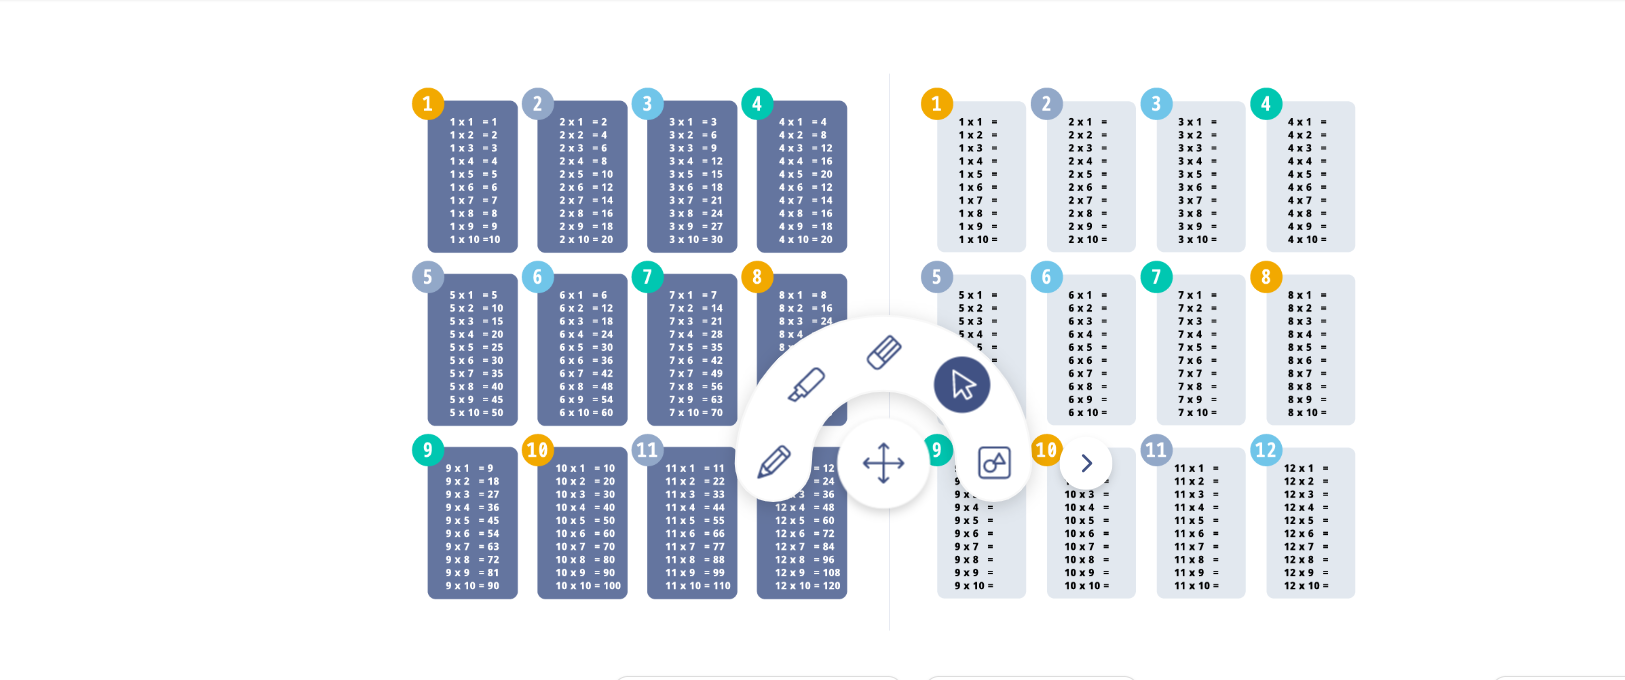 1
1 x 1 = 1
1 x 2 = 2
1 x 3 = 3
1 x 4 = 4
1 x 5 = 5
1 x 6 = 6
1 x 7 = 7
1 x 8 = 8
1 x 9 = 9
1 x 10 =10
2
2 x 1 = 2
2 x 2 = 4
2 x 3 = 6
2 x 4 = 8
2 x 5 = 10
2 x 6 = 12
2 x 7 = 14
2 x 8 = 16
2 x 9 = 18
2 x 10 = 20
3
3 x 1 = 3
3 x 2 = 6
3 x 3 = 9
3 x 4 = 12
3 x 5 = 15
3 x 6 = 18
3 x 7 = 21
3 x 8 = 24
3 x 9 = 27
3 x 10 = 30
4
4 x 1 = 4
4 x 2 = 8
4 x 3 = 12
4 x 4 = 16
4 x 5 = 20
4 x 6 = 12
4 x 7 = 14
4 x 8 = 16
4 x 9 = 18
4 x 10 = 20
5
5 x 1 = 5
5 x 2 = 10
5 x 3 = 15
5 x 4 = 20
5 x 5 = 25
5 x 6 = 30
5 x 7 = 35
5 x 8 = 40
5 x 9 = 45
5 x 10 = 50
6
6 x 1 = 6
6 x 2 = 12
6 x 3 = 18
6 x 4 = 24
6 x 5 = 30
6 x 6 = 36
6 x 7 = 42
6 x 8 = 48
6 x 9 = 54
6 x 10 = 60
7
7 x 1 = 7
7 x 2 = 14
7 x 3 = 21
7 x 4 = 28
7 x 5 = 35
7 x 6 = 42
7 x 7 = 49
7 x 8 = 56
7 x 9 = 63
7 x 10 = 70
8
8 x 1 = 8
8 x 2 = 16
8 x 3 = 24
8 x 4
8
9
9 x 1 = 9
9 x 2 = 18
9 x 3 = 27
9 x 4 = 36
9 x 5 = 45
9 x 6 = 54
9 x 7 = 63
9 x 8 = 72
9 x 9 = 81
9 x 10 = 90
10
10 x 1 = 10
10 x 2 = 20
10 x 3 = 30
10 x 4 = 40
10 x 5 = 50
10 x 6 = 60
10 x 7 = 70
10 x 8 = 80
10 x 9 = 90
10 x 10 = 100
11
11 x 1 = 11
11 x 2 = 22
11 x 3 = 33
11 x 4 = 44
11 x 5 = 55
11 x 6 = 66
11 x 7 = 77
11 x 8 = 88
11 x 9 = 99
11 x 10 = 110
= 12
= 24
x 3 = 36
12 x 4 = 48
12 x 5 = 60
12 x 6 = 72
12 x 7 = 84
12 x 8 = 96
12 x 9 = 108
12 x 10 = 120
1
1 x 1 =
1 x 2 =
1 x 3 =
1 x 4 =
1 x 5 =
1 x 6 =
1 x 7 =
1 x 8 =
1 x 9 =
1 x 10 =
2
2 x 1 =
2 x 2 =
2 x 3 =
2 x 4 =
2 x 5 =
2 x 6 =
2 x 7 =
2 x 8 =
2 x 9 =
2 x 10 =
3
3 x 1 =
3 x 2 =
3 x 3 =
3 x 4 =
3 x 5 =
3 x 6 =
3 x 7 =
3 x 8 =
3 x 9 =
3 x 10 =
4
4 x 1 =
4 x 2 =
4 x 3 =
4 x 4 =
4 x 5 =
4 x 6 =
4 x 7 =
4 x 8 =
4 x 9 =
4 x 10 =
5
5 x 1 =
5 x 2 =
5 x 3 =
5 x 4 =
5 =
=
6
6 x 1 =
6 x 2 =
6 x 3 =
6 x 4 =
6 x 5 =
6 x 6 =
6 x 7 =
6 x 8 =
6 x 9 =
6 x 10 =
7
7 x 1 =
7 x 2 =
7 x 3 =
7 x 4 =
7 x 5 =
7 x 6 =
7 x 7 =
7 x 8 =
7 x 9 =
7 x 10 =
8
8 x 1 =
8 x 2 =
8 x 3 =
8 x 4 =
8 x 5 =
8 x 6 =
8 x 7 =
8 x 8 =
8 x 9 =
8 x 10 =
9
9
9 x
9 x 4 =
9 x 5 =
9 x 6 =
9 x 7 =
9 x 8 =
9 x 9 =
9 x 10 =
10
10 x 3 =
10 x 4 =
10 x 5 =
10 x 6 =
10 x 7 =
10 x 8 =
10 x 9 =
10 x 10 =
11
11 x 1 =
11 x 2 =
11 x 3 =
11 x 4 =
11 x 5 =
11 x 6 =
11 x 7 =
11 x 8 =
11 x 9 =
11 x 10 =
12
12 x 1 =
12 x 2 =
12 x 3 =
12 x 4 =
12 x 5 =
12 x 6 =
12 x 7 =
12 x 8 =
12 x 9 =
12 x 10 =